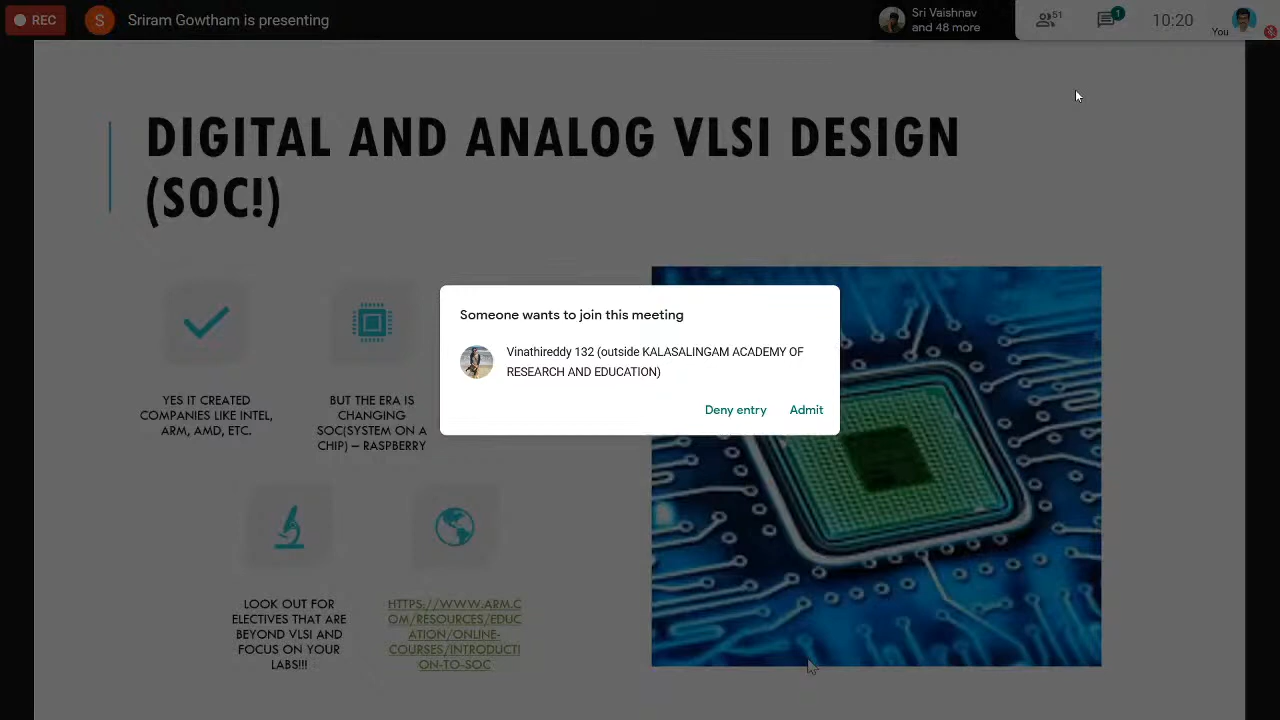 REC
S
Sriram Gowtham is presenting
Sri Vaishnav
and 48 more
51
1
10:20
You
DIGITAL AND ANALOG VLSI DESIGN
(SOC!)
Someone wants to join this meeting
Vinathireddy 132 (outside KALASALINGAM ACADEMY OF
RESEARCH AND EDUCATION)
Deny entry
Admit
YES IT CREATED
COMPANIES LIKE INTEL,
ARM, AMD, ETC.
BUT THE ERA IS
CHANGING
SOC(SYSTEM ON A
CHIP) – RASPBERRY
LOOK OUT FOR
ELECTIVES THAT ARE
BEYOND VLSI AND
FOCUS ON YOUR
LABS!!!
HTTPS://WWW.ARM.C
OM/RESOURCES/EDUC
ATION/ONLINE-
COURSES/INTRODUCTI
ON-TO-SOC